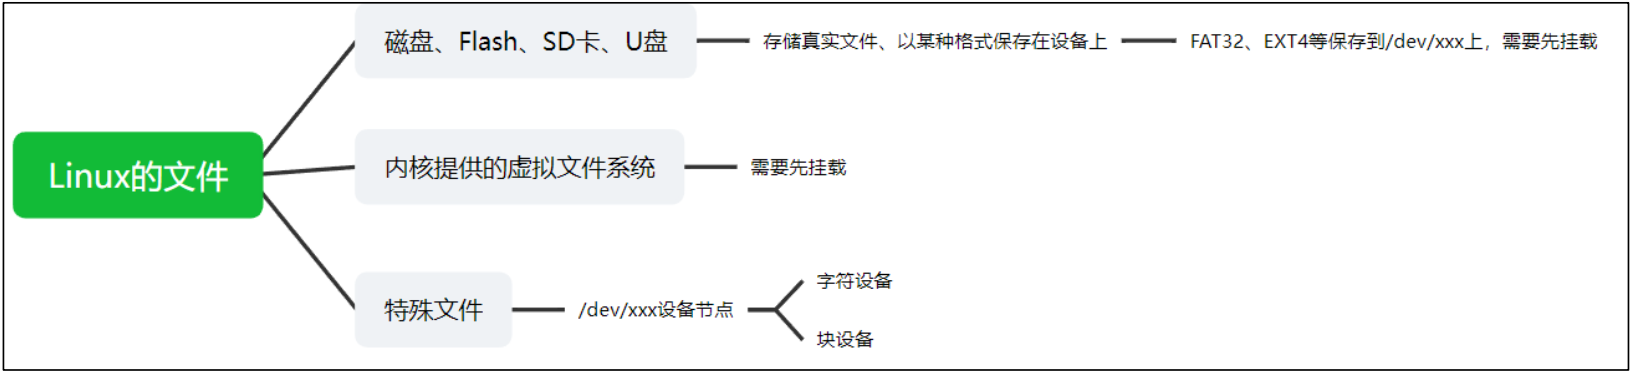 Linux的文件
磁盘、Flash、SD卡、U盘
存储真实文件、以某种格式保存在设备上
FAT32、EXT4等保存到/dev/xxx上，需要先挂载
内核提供的虚拟文件系统
需要先挂载
特殊文件
/dev/xxx设备节点
字符设备
块设备